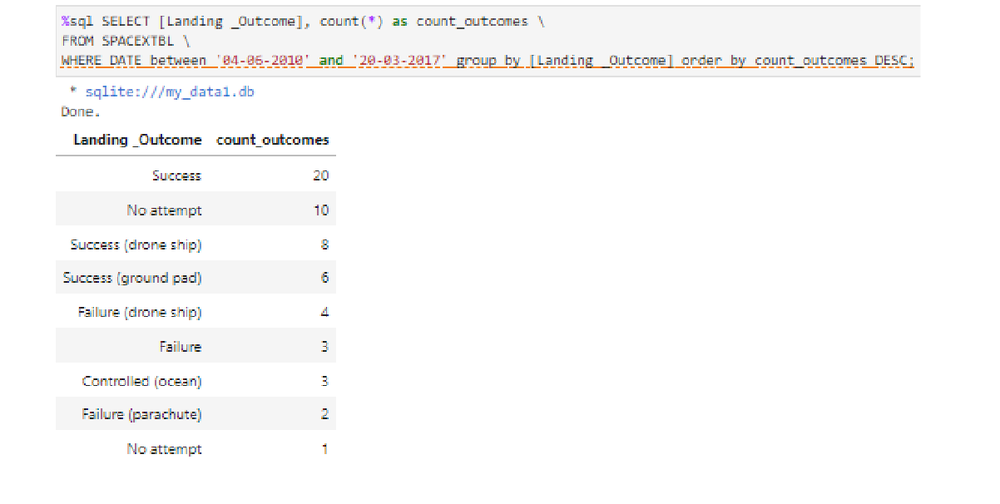 %sql SELECT [Landing _Outcome], count(*) as count_outcomes \
FROM SPACEXTBL \
WHERE DATE between '04-06-2010' and '20-03-2017' group by [Landing _Outcome] order by count_outcomes DESC;
* sqlite:///my_data1.db
Done.
Landing _Outcome count_outcomes
Success 20
No attempt 10
Success (drone ship) 8
Success (ground pad) 6
Failure (drone ship) 4
Failure 3
Controlled (ocean) 3
Failure (parachute) 2
No attempt 1